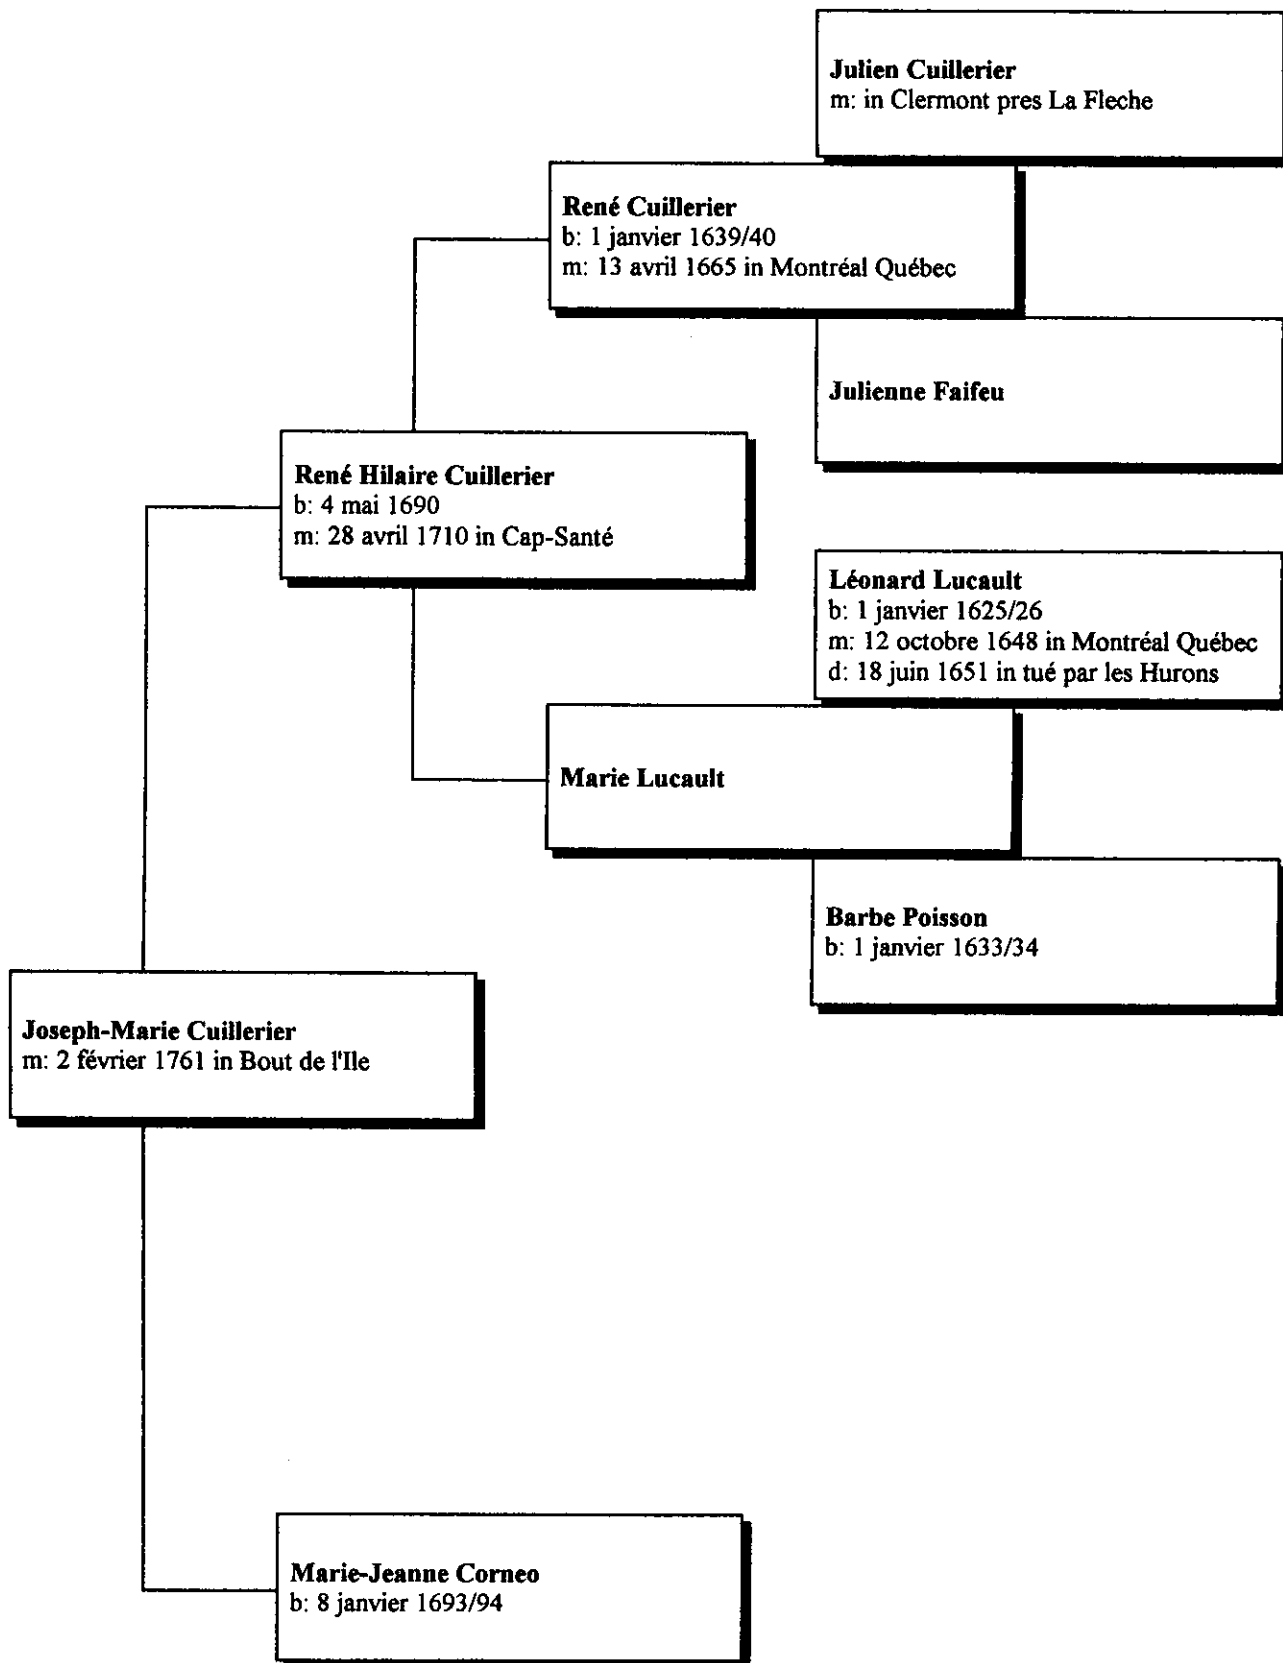 Julien Cuillerier
m: in Clermont pres La Fleche
René Cuillerier
b: 1 janvier 1639/40
m: 13 avril 1665 in Montréal Québec
Julienne Faifeu
René Hilaire Cuillerier
b: 4 mai 1690
m: 28 avril 1710 in Cap-Santé
Léonard Lucault
b: 1 janvier 1625/26
m: 12 octobre 1648 in Montréal Québec
d: 18 juin 1651 in tué par les Hurons
Marie Lucault
Barbe Poisson
b: 1 janvier 1633/34
Joseph-Marie Cuillerier
m: 2 février 1761 in Bout de l'Ile
Marie-Jeanne Corneo
b: 8 janvier 1693/94